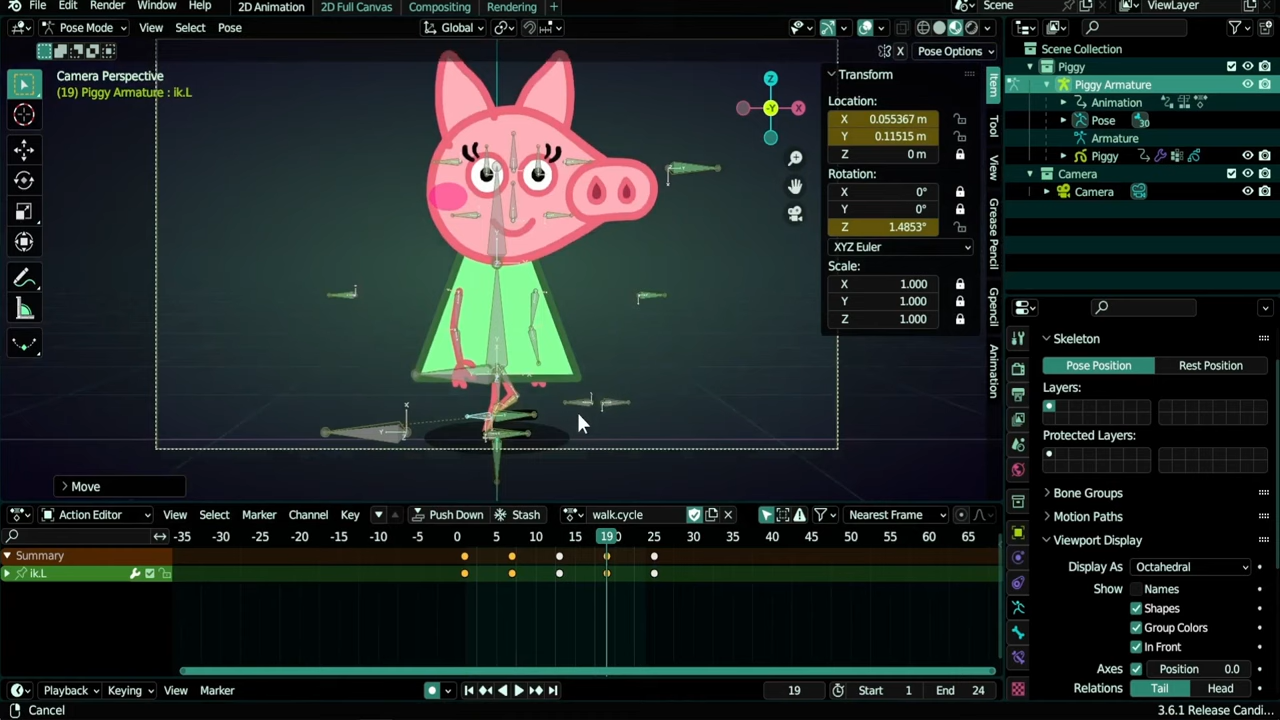 File Edit Render Window Help 2D Animation 2D Full Canvas Compositing Rendering + Scene ViewLayer
Pose Mode View Select Pose Global
X Pose Options
Camera Perspective
(19) Piggy Armature : ik.L
Z
X
-Y
Transform
Location:
X 0.055367 m
Y 0.11515 m
Z 0 m
Rotation:
X 0°
Y 0°
Z 1.4853°
XYZ Euler
Scale:
X 1.000
Y 1.000
Z 1.000
Item
Tool
View
Grease Pencil
Gpencil
Animation
Scene Collection
Piggy
Piggy Armature
Animation
Pose 30
Armature
Piggy
Camera
Camera
Skeleton
Pose Position Rest Position
Layers:
Protected Layers:
Bone Groups
Motion Paths
Viewport Display
Display As Octahedral
Show Names
Shapes
Group Colors
In Front
Axes Position 0.0
Relations Tail Head
Move
Action Editor View Select Marker Channel Key Push Down Stash walk.cycle Nearest Frame
-35 -30 -25 -20 -15 -10 -5 0 5 10 15 19 0 25 30 35 40 45 50 55 60 65
Summary
ik.L
Playback Keying View Marker 19 Start 1 End 24
Cancel 3.6.1 Release Candi...